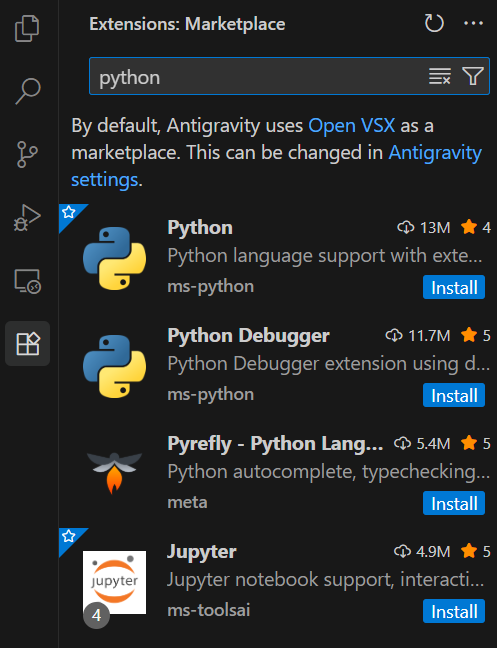 Extensions: Marketplace
python
By default, Antigravity uses Open VSX as a
marketplace. This can be changed in Antigravity
settings.
Python 13M 4
Python language support with exte...
ms-python Install
Python Debugger 11.7M 5
Python Debugger extension using d...
ms-python Install
Pyrefly - Python Lang... 5.4M 5
Python autocomplete, typechecking...
meta Install
Jupyter 4.9M 5
jupyter Jupyter notebook support, interacti...
4 ms-toolsai Install